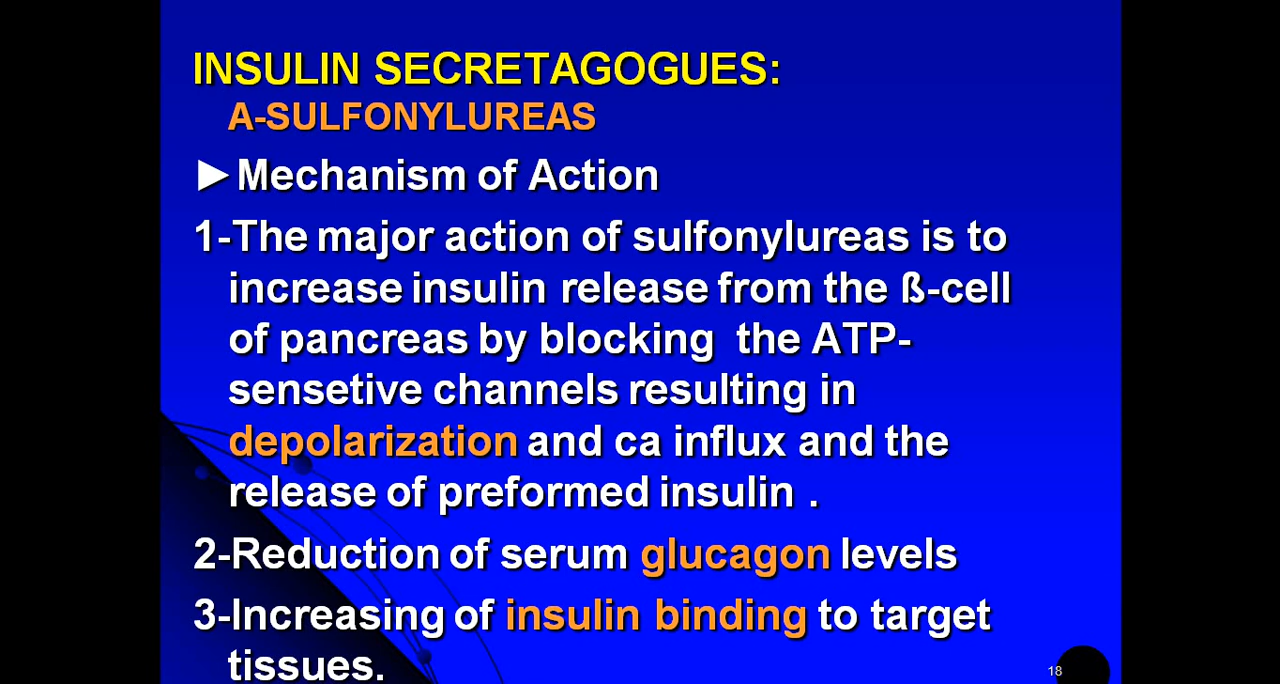 INSULIN SECRETAGOGUES:
A-SULFONYLUREAS
►Mechanism of Action
1-The major action of sulfonylureas is to
increase insulin release from the ß-cell
of pancreas by blocking the ATP-
sensetive channels resulting in
depolarization and ca influx and the
release of preformed insulin .
2-Reduction of serum glucagon levels
3-Increasing of insulin binding to target
tissues.
18